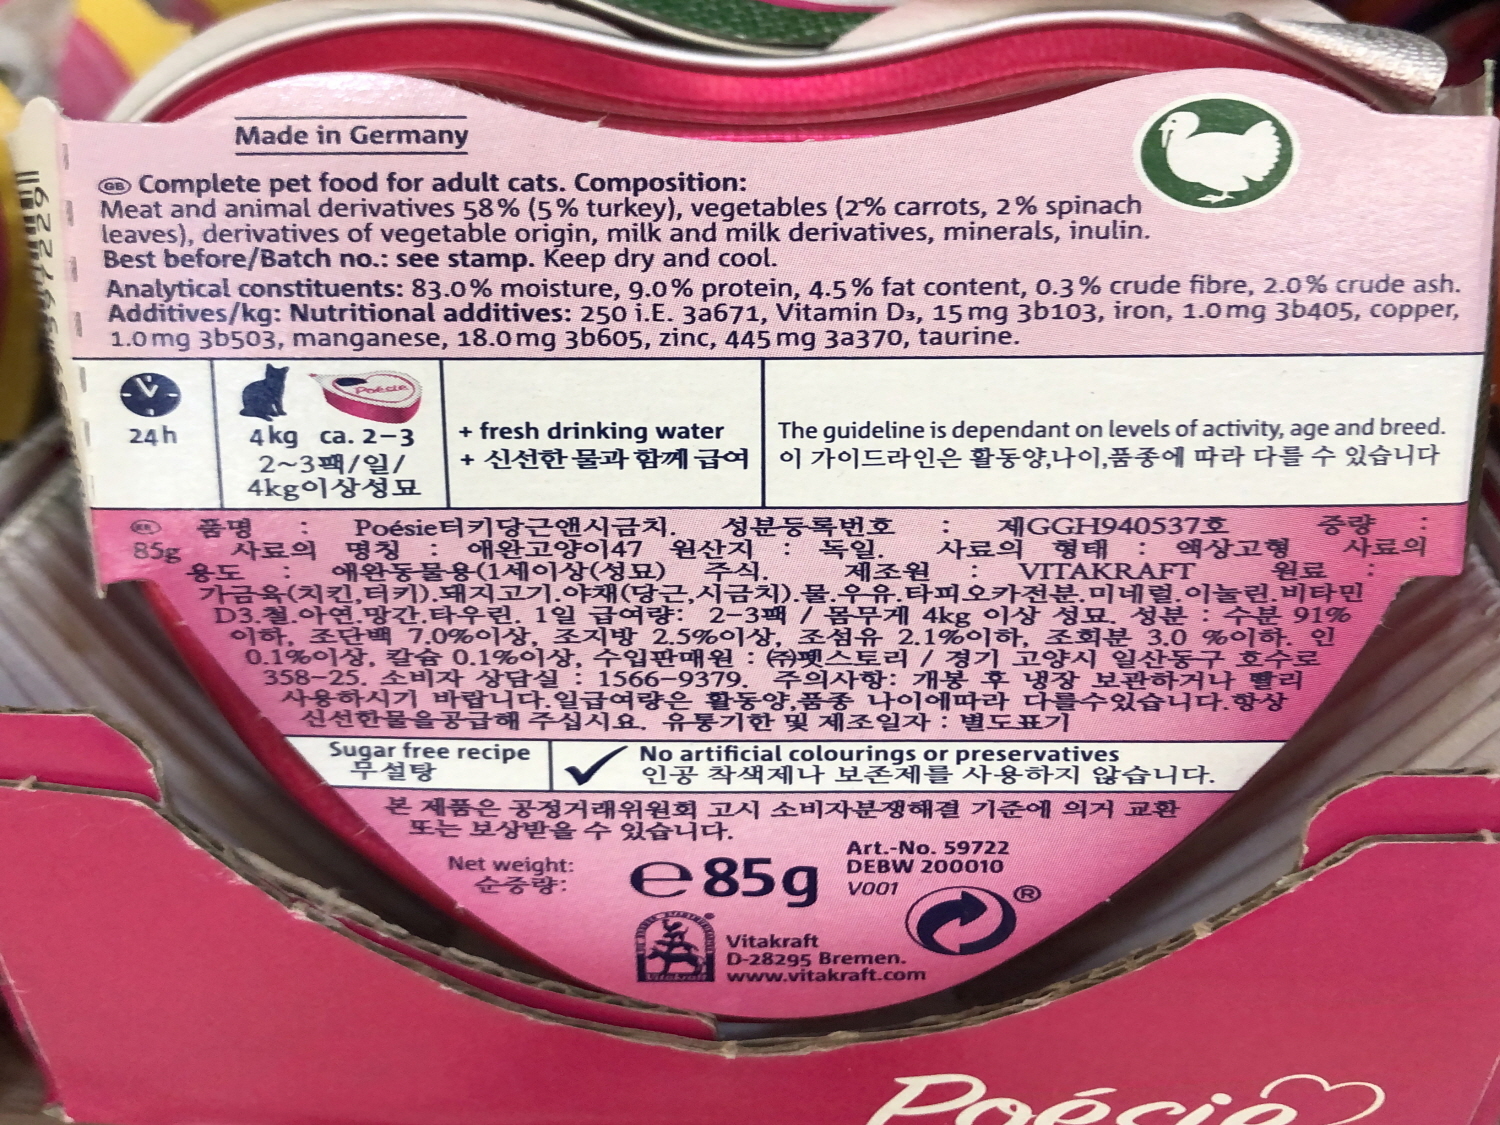 Made in Germany
GB Complete pet food for adult cats. Composition:
Meat and animal derivatives 58% (5% turkey), vegetables (2% carrots, 2% spinach
leaves), derivatives of vegetable origin, milk and milk derivatives, minerals, inulin.
Best before/Batch no.: see stamp. Keep dry and cool.
Analytical constituents: 83.0% moisture, 9.0% protein, 4.5% fat content, 0.3% crude fibre, 2.0% crude ash.
Additives/kg: Nutritional additives: 250 i.E. 3a671, Vitamin D₃, 15mg 3b103, iron, 1.0mg 3b405, copper,
1.0mg 3b503, manganese, 18.0mg 3b605, zinc, 445mg 3a370, taurine.
Poésie
24h
4kg ca. 2–3
2~3팩/일/
4kg이상성묘
+ fresh drinking water
+ 신선한 물과 함께 급여
The guideline is dependant on levels of activity, age and breed.
이 가이드라인은 활동양,나이,품종에 따라 다를 수 있습니다
품명 : Poésie터키당근앤시금치. 성분등록번호 : 제GGH940537호 중량 :
85g 사료의 명칭 : 애완고양이47 원산지 : 독일. 사료의 형태 : 액상고형 사료의
용도 : 애완동물용(1세이상(성묘) 주식. 제조원 : VITAKRAFT 원료 :
가금육(치킨,터키).돼지고기.야채(당근,시금치).물.우유.타피오카전분.미네럴.이눌린.비타민
D3.철.아연.망간.타우린. 1일 급여량: 2-3팩 / 몸무게 4kg 이상 성묘. 성분 : 수분 91%
이하, 조단백 7.0%이상, 조지방 2.5%이상, 조섬유 2.1%이하, 조회분 3.0 %이하. 인
0.1%이상, 칼슘 0.1%이상, 수입판매원 : ㈜펫스토리 / 경기 고양시 일산동구 호수로
358-25. 소비자 상담실 : 1566-9379. 주의사항: 개봉 후 냉장 보관하거나 빨리
사용하시기 바랍니다.일급여량은 활동양,품종 나이에따라 다를수있습니다.항상
신선한물을공급해 주십시요. 유통기한 및 제조일자 : 별도표기
Sugar free recipe
무설탕
No artificial colourings or preservatives
인공 착색제나 보존제를 사용하지 않습니다.
본 제품은 공정거래위원회 고시 소비자분쟁해결 기준에 의거 교환
또는 보상받을 수 있습니다.
Net weight:
순중량:
℮ 85g
Art.-No. 59722
DEBW 200010
V001
Vitakraft
D-28295 Bremen.
www.vitakraft.com
Poésie